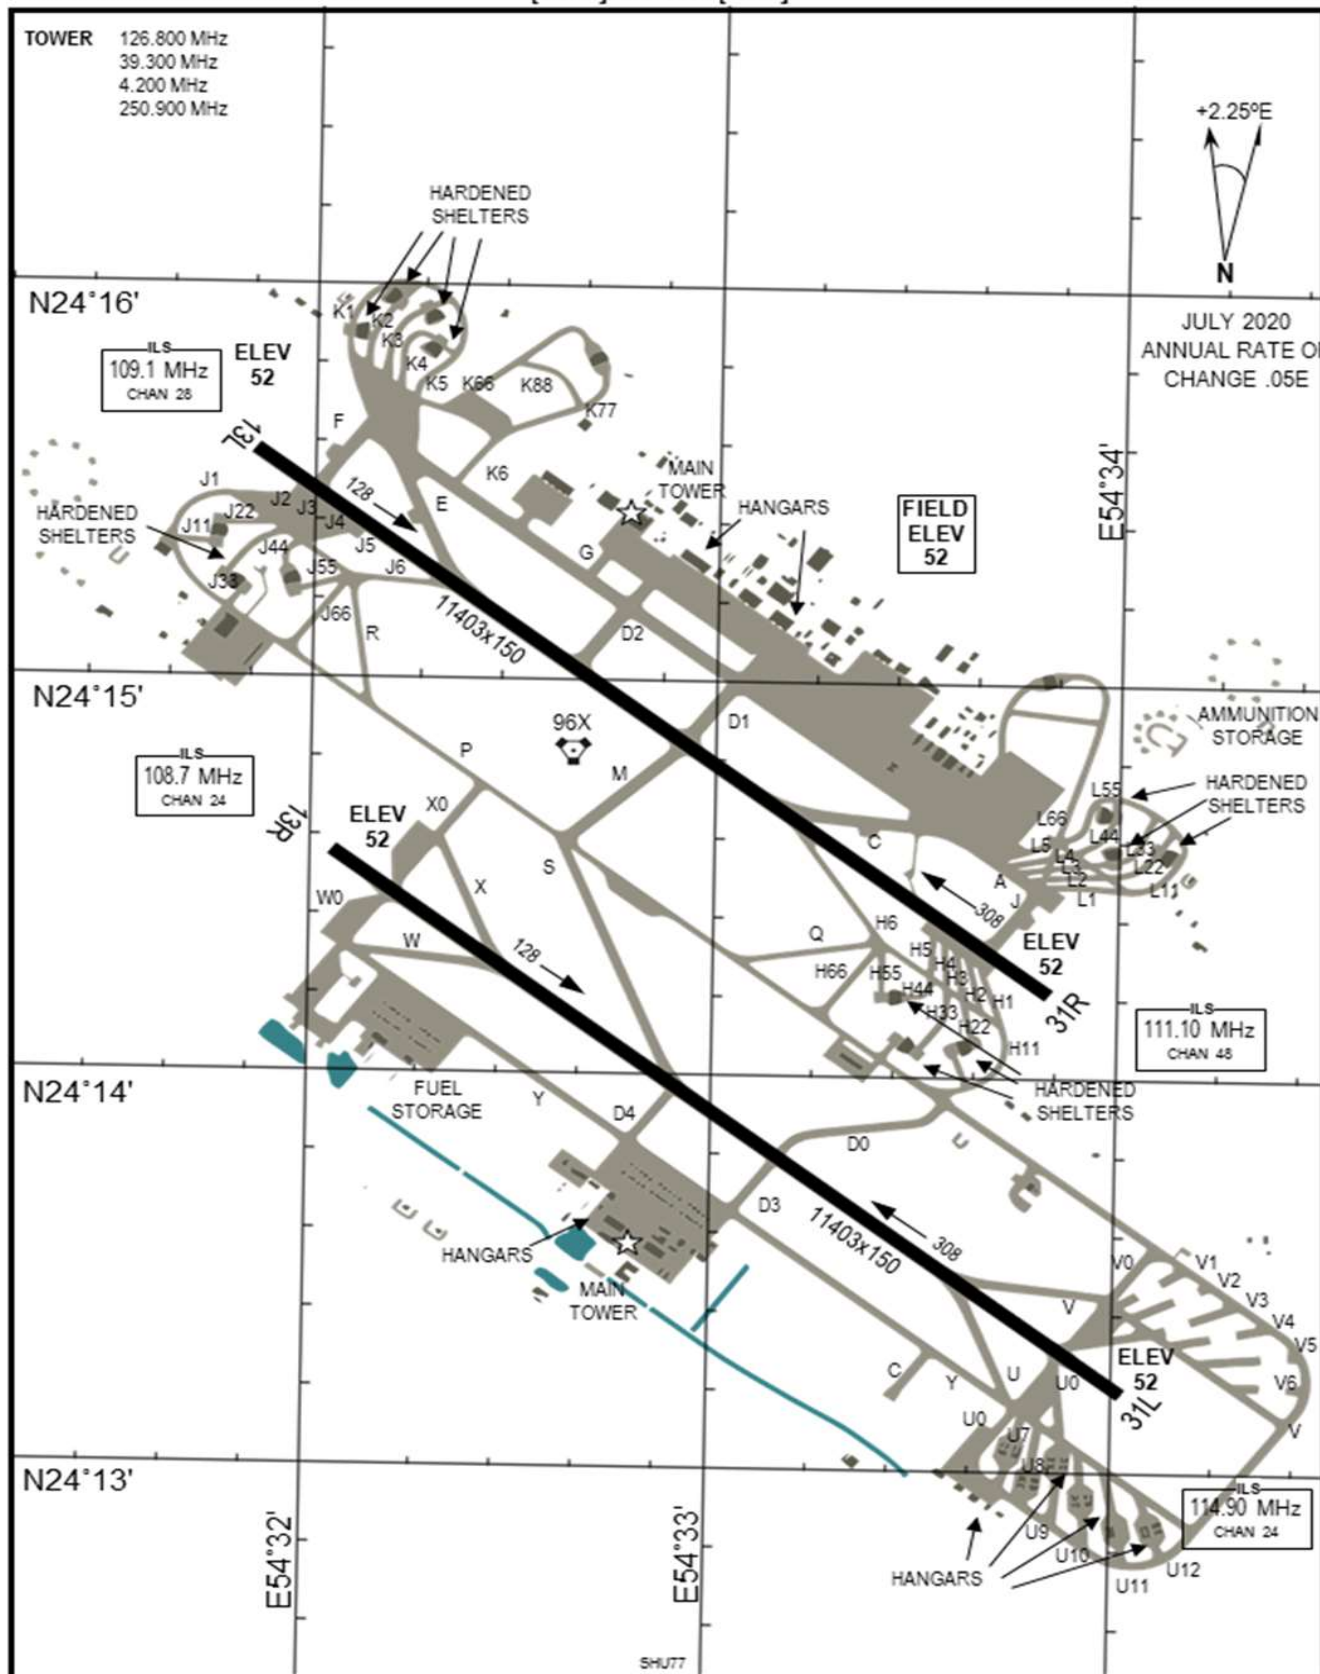 TOWER 126.800 MHz
39.300 MHz
4.200 MHz
250.900 MHz
+2.25ºE
N
JULY 2020
ANNUAL RATE O
CHANGE .05E
HARDENED
SHELTERS
N24°16'
K1
K2
K3
K4
K5
K66
K88
K77
ILS
109.1 MHz
CHAN 28
ELEV
52
13L
F
K6
MAIN
TOWER
HANGARS
E54°34'
FIELD
ELEV
52
J1
J2
J3
J4
128
E
J22
J11
HARDENED
SHELTERS
J44
J5
J6
J55
J33
J66
R
G
D2
11403x150
N24°15'
96X
D1
AMMUNITION
STORAGE
HARDENED
SHELTERS
ILS
108.7 MHz
CHAN 24
P
M
X0
13R
ELEV
52
L55
L66
L44
L5
L4
L33
L3
L22
L2
L11
L1
C
A
J
308
S
X
W0
W
128
Q
H6
H5
H4
H3
H2
H1
H66
H55
H44
H33
H22
H11
ELEV
52
31R
ILS
111.10 MHz
CHAN 48
HARDENED
SHELTERS
N24°14'
FUEL
STORAGE
Y
D4
D0
D3
11403x150
308
HANGARS
MAIN
TOWER
V0
V1
V2
V3
V4
V5
V6
V
V
ELEV
52
31L
C
Y
U
U0
U0
U7
U8
U9
U10
U11
U12
N24°13'
ILS
114.90 MHz
CHAN 24
HANGARS
E54°32'
E54°33'
SHU77